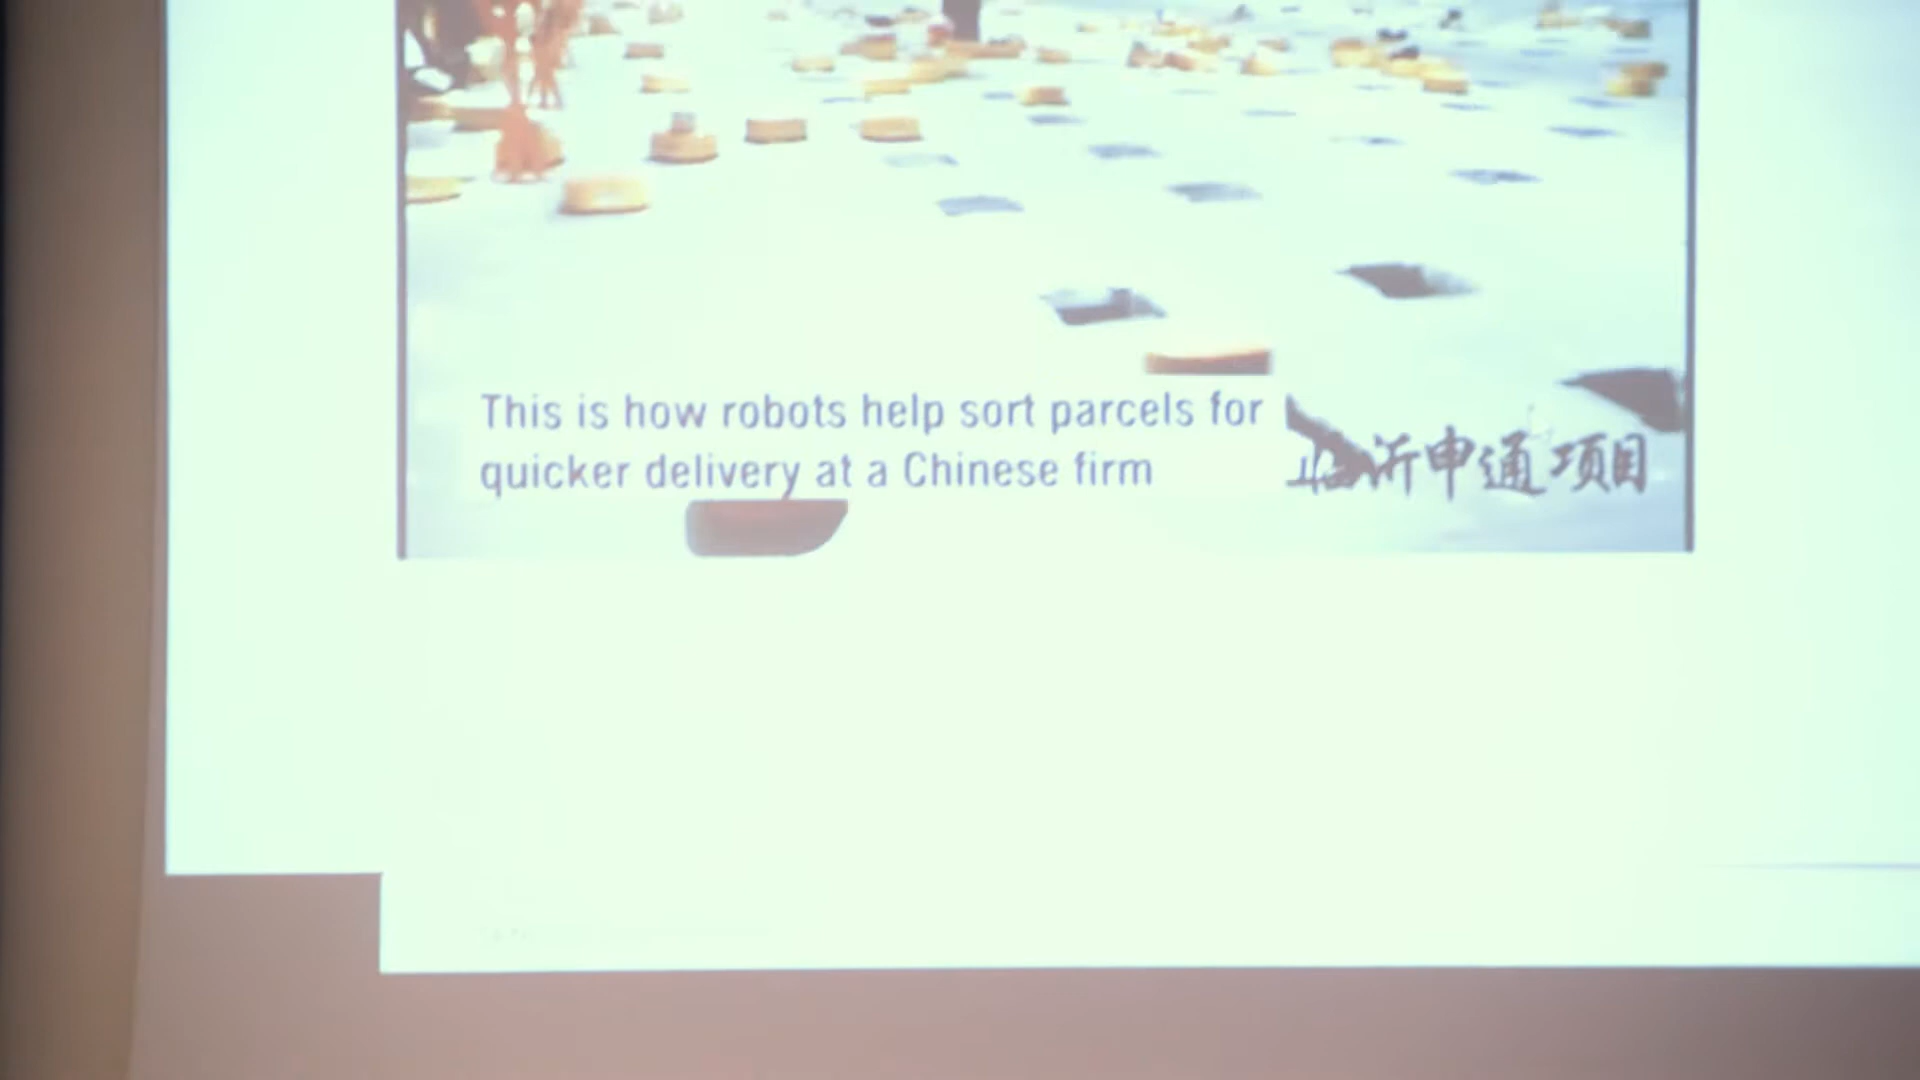 This is how robots help sort parcels for
quicker delivery at a Chinese firm
临沂申通项目